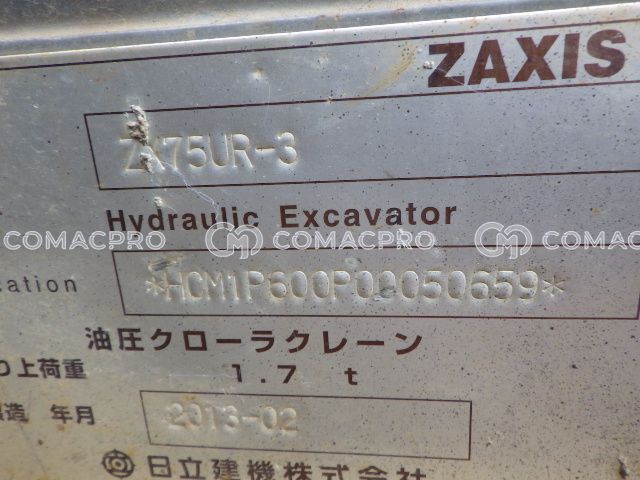 ZAXIS
ZX75UR-3
Hydraulic Excavator
COMACPRO COMACPRO COMACPRO
cation *HCM1P600P00050659*
油圧クローラクレーン
り上荷重 1.7 t
製造 年月 2013-02
日立建機株式会社